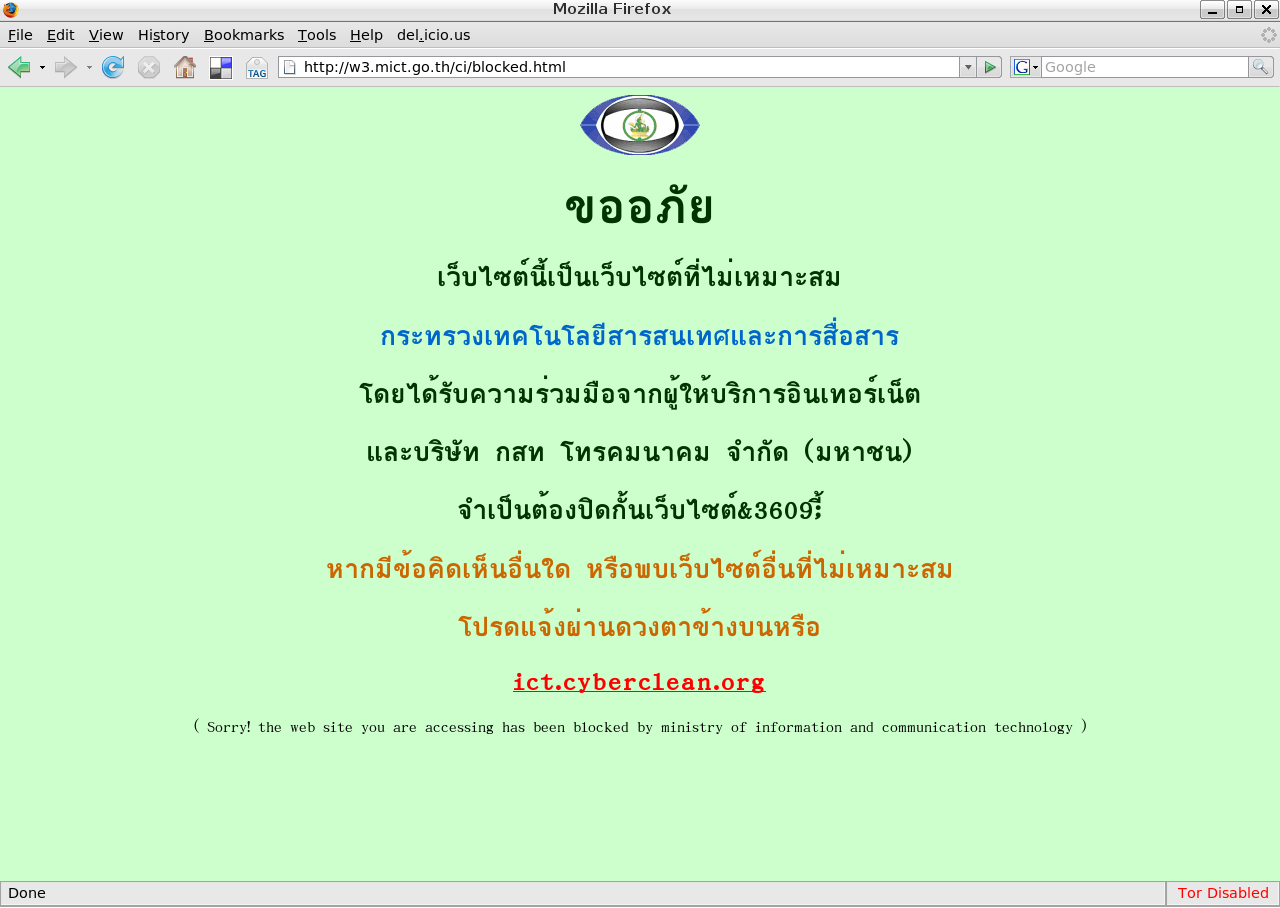 Mozilla Firefox
File Edit View History Bookmarks Tools Help del.icio.us
TAG http://w3.mict.go.th/ci/blocked.html G Google
ขออภัย
เว็บไซต์นี้เป็นเว็บไซต์ที่ไม่เหมาะสม
กระทรวงเทคโนโลยีสารสนเทศและการสื่อสาร
โดยได้รับความร่วมมือจากผู้ให้บริการอินเทอร์เน็ต
และบริษัท กสท โทรคมนาคม จำกัด (มหาชน)
จำเป็นต้องปิดกั้นเว็บไซต์&3609;ี้
หากมีข้อคิดเห็นอื่นใด หรือพบเว็บไซต์อื่นที่ไม่เหมาะสม
โปรดแจ้งผ่านดวงตาข้างบนหรือ
ict.cyberclean.org
( Sorry! the web site you are accessing has been blocked by ministry of information and communication technology )
Done Tor Disabled